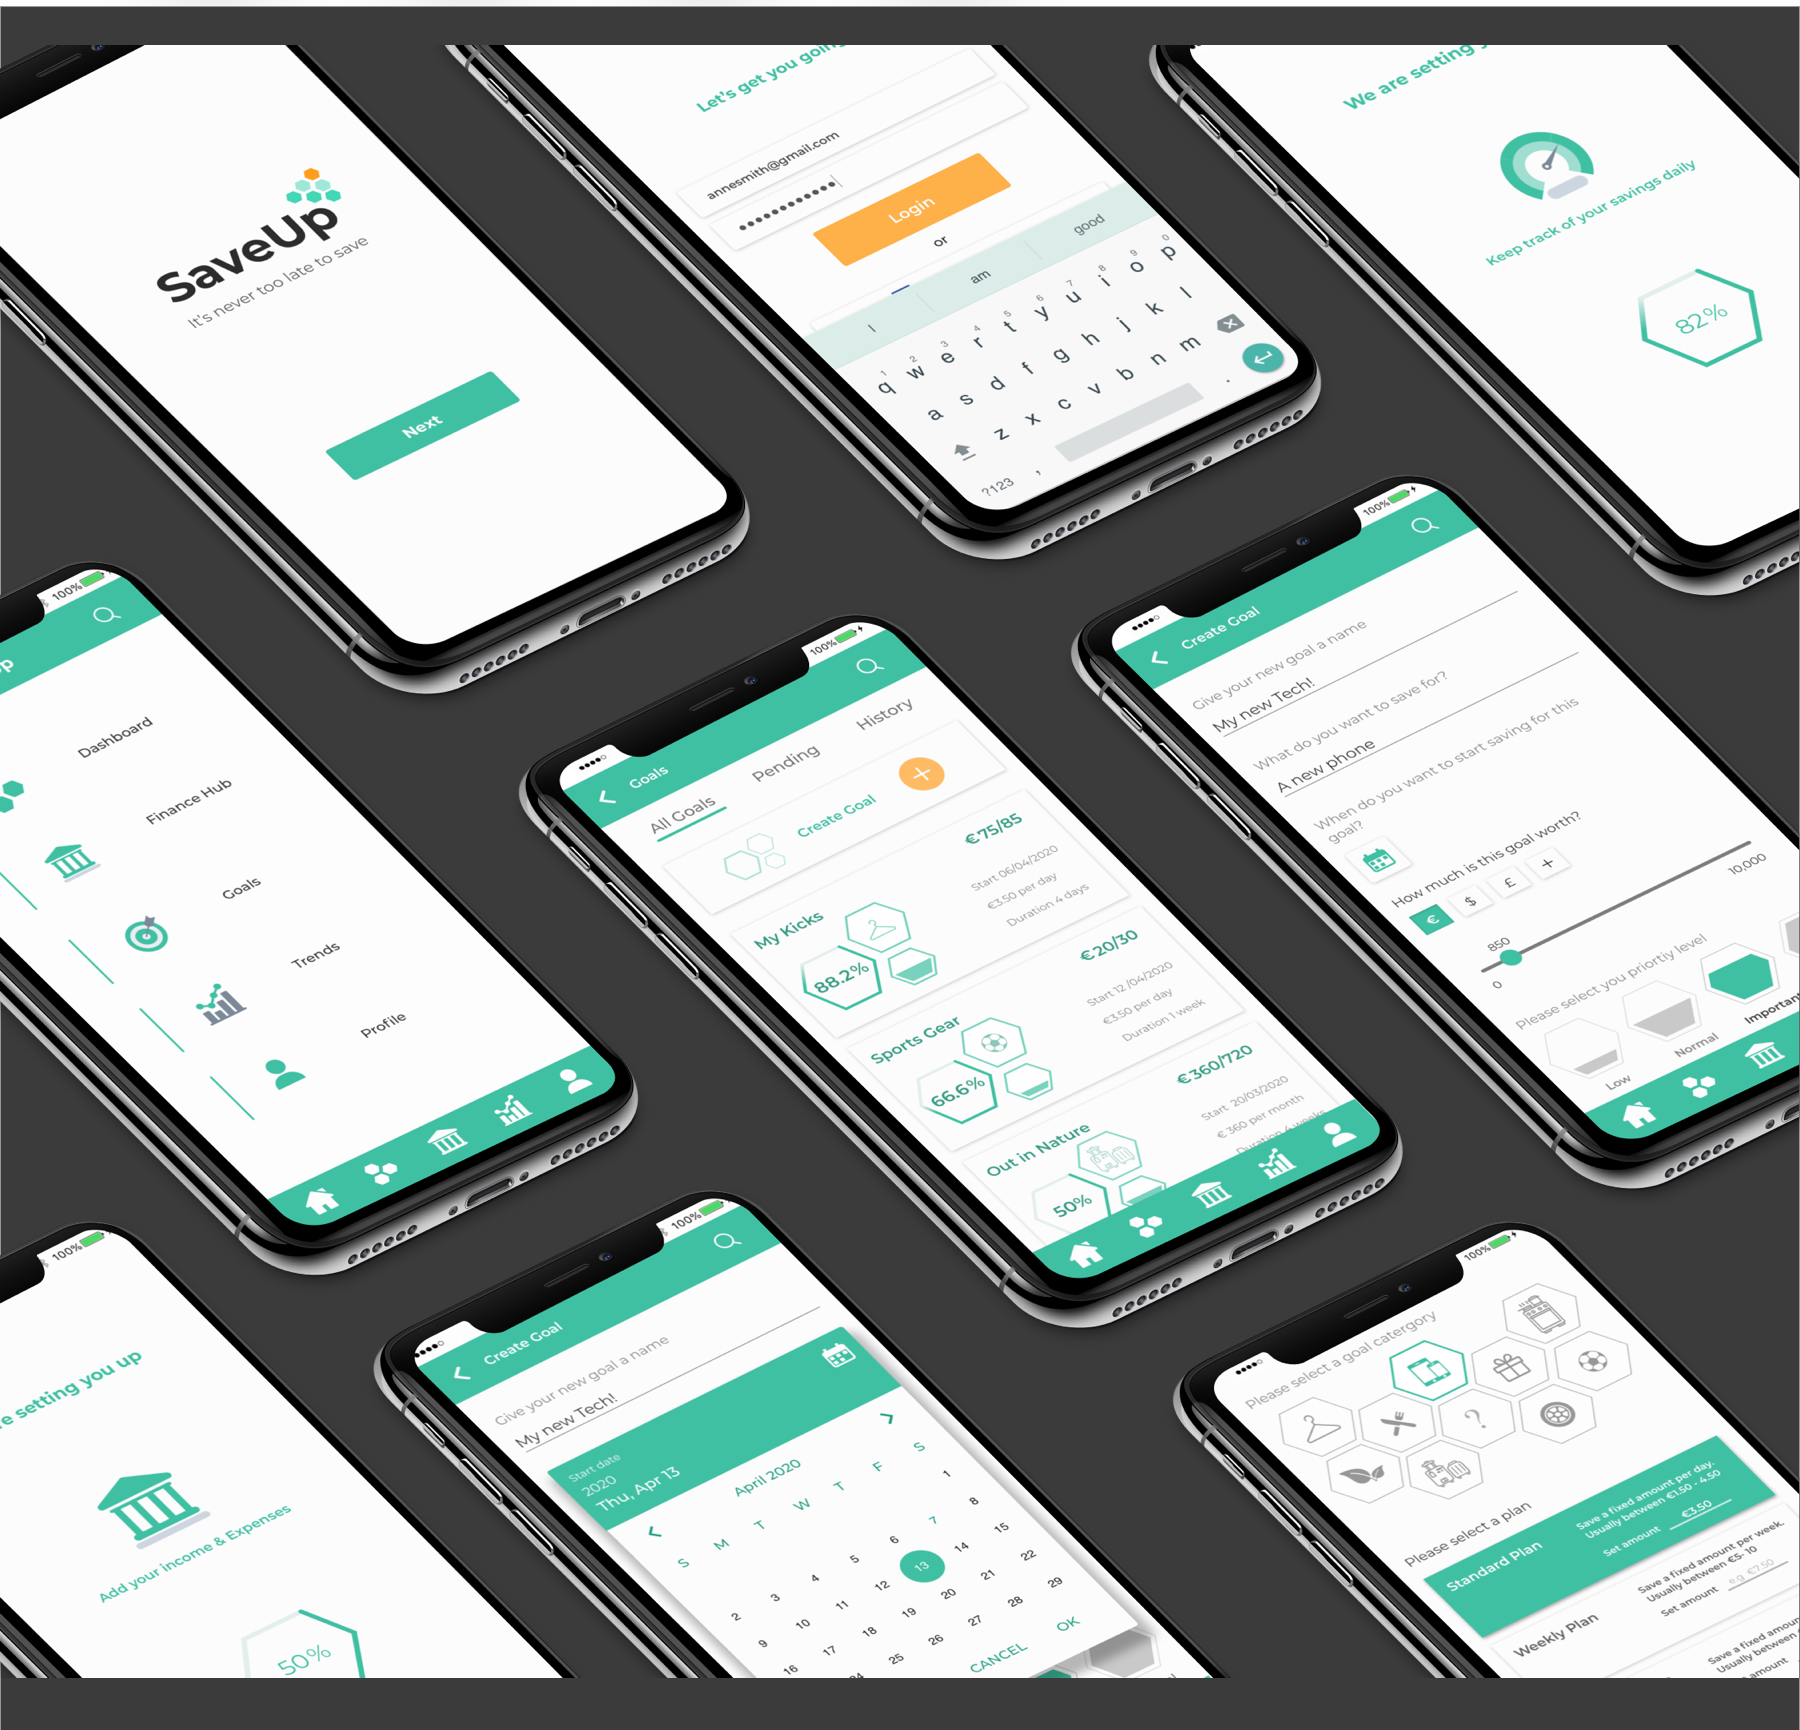 SaveUp
It's never too late to save
Next
Let's get you going
annesmith@gmail.com
Login
or
I am good
1 2 3 4 5 6 7 8 9 0
q w e r t y u i o p
a s d f g h j k l
z x c v b n m
?123 , .
We are setting
Keep track of your savings daily
82%
100%
Dashboard
Finance Hub
Goals
Trends
Profile
100%
Goals
All Goals Pending History
Create Goal
My Kicks
€75/85
Start 06/04/2020
€3.50 per day
Duration 4 days
88.2%
Sports Gear
€20/30
Start 12 /04/2020
€3.50 per day
Duration 1 week
66.6%
Out in Nature
€360/720
Start 20/03/2020
€ 360 per month
Duration 4 weeks
50%
100%
Create Goal
Give your new goal a name
My new Tech!
What do you want to save for?
A new phone
When do you want to start saving for this
goal?
How much is this goal worth?
€ $ £ +
850
0 10,000
Please select you priortiy level
Low Normal Important
100%
setting you up
Add your income & Expenses
50%
100%
Create Goal
Give your new goal a name
My new Tech!
Start date
2020
Thu, Apr 13
April 2020
S M T W T F S
1
2 3 4 5 6 7 8
9 10 11 12 13 14 15
16 17 18 19 20 21 22
25 26 27 28 29
CANCEL OK
100%
Please select a goal catergory
?
Please select a plan
Standard Plan
Save a fixed amount per day.
Usually between €1.50 - 4.50
Set amount €3.50
Weekly Plan
Save a fixed amount per week.
Usually between €5-10
Set amount e.g €7.50
Save a fixed amoun
Usually between
amount